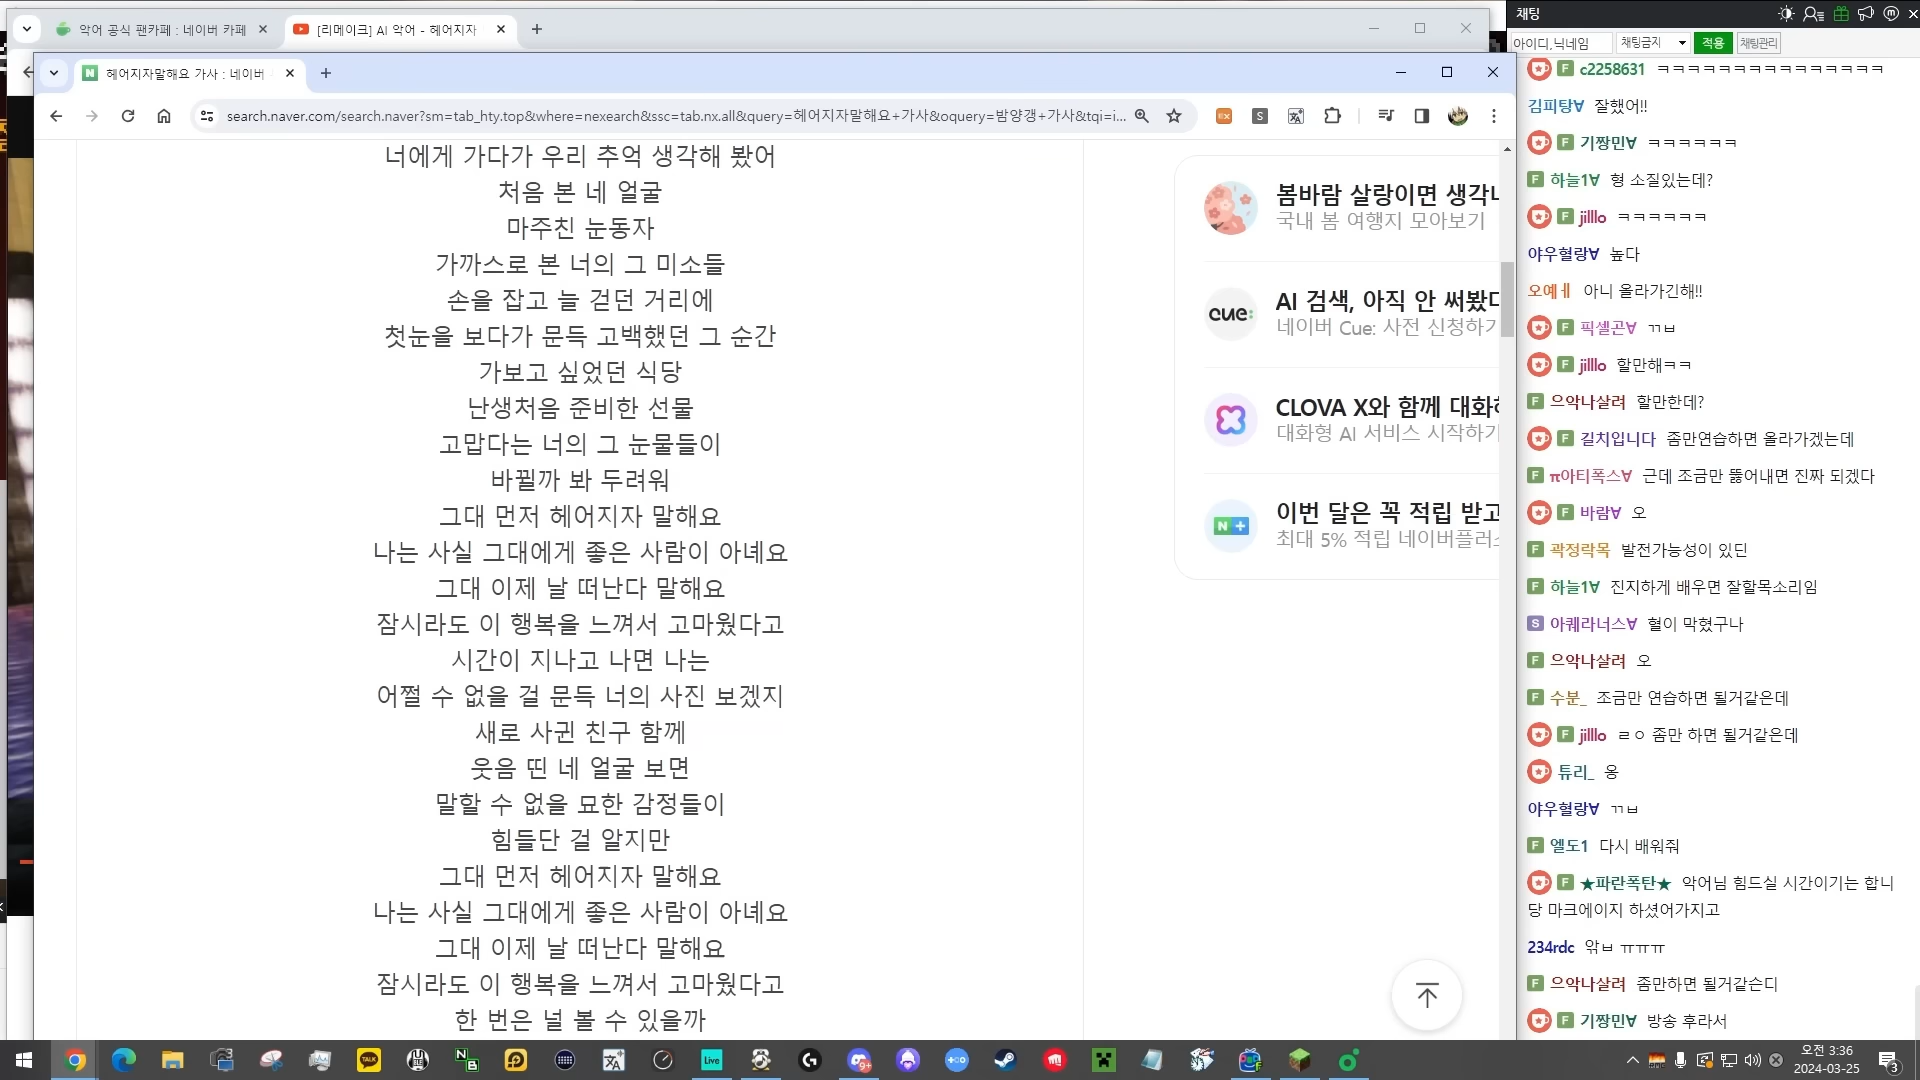 악어 공식 팬카페 : 네이버 카페
[리메이크] AI 악어 - 헤어지자
헤어지자말해요 가사 : 네이버
search.naver.com/search.naver?sm=tab_hty.top&where=nexearch&ssc=tab.nx.all&query=헤어지자말해요+가사&oquery=밤양갱+가사&tqi=i...
너에게 가다가 우리 추억 생각해 봤어
처음 본 네 얼굴
마주친 눈동자
가까스로 본 너의 그 미소들
손을 잡고 늘 걷던 거리에
첫눈을 보다가 문득 고백했던 그 순간
가보고 싶었던 식당
난생처음 준비한 선물
고맙다는 너의 그 눈물들이
바뀔까 봐 두려워
그대 먼저 헤어지자 말해요
나는 사실 그대에게 좋은 사람이 아녜요
그대 이제 날 떠난다 말해요
잠시라도 이 행복을 느껴서 고마웠다고
시간이 지나고 나면 나는
어쩔 수 없을 걸 문득 너의 사진 보겠지
새로 사귄 친구 함께
웃음 띤 네 얼굴 보면
말할 수 없을 묘한 감정들이
힘들단 걸 알지만
그대 먼저 헤어지자 말해요
나는 사실 그대에게 좋은 사람이 아녜요
그대 이제 날 떠난다 말해요
잠시라도 이 행복을 느껴서 고마웠다고
한 번은 널 볼 수 있을까
봄바람 살랑이면 생각나
국내 봄 여행지 모아보기
cue:
AI 검색, 아직 안 써봤다
네이버 Cue: 사전 신청하기
CLOVA X와 함께 대화하
대화형 AI 서비스 시작하기
N +
이번 달은 꼭 적립 받고
최대 5% 적립 네이버플러스
채팅
아이디,닉네임 채팅금지 적용 채팅관리
F c2258631 ㅋㅋㅋㅋㅋㅋㅋㅋㅋㅋㅋㅋㅋㅋㅋ
김피탕∀ 잘했어!!
F 기짱민∀ ㅋㅋㅋㅋㅋㅋ
F 하늘1∀ 형 소질있는데?
F jilllo ㅋㅋㅋㅋㅋㅋ
야우혈랑∀ 높다
오예ㅔ 아니 올라가긴해!!
F 픽셀곤∀ ㄲㅂ
F jilllo 할만해ㅋㅋ
F 으악나살려 할만한데?
F 길치입니다 좀만연습하면 올라가겠는데
F π아티폭스∀ 근데 조금만 뚫어내면 진짜 되겠다
F 바람∀ 오
F 곽정락목 발전가능성이 있딘
F 하늘1∀ 진지하게 배우면 잘할목소리임
S 아퀘라너스∀ 혈이 막혔구나
F 으악나살려 오
F 수분_ 조금만 연습하면 될거같은데
F jilllo ㄹㅇ 좀만 하면 될거같은데
튜리_ 옹
야우혈랑∀ ㄲㅂ
F 엘도1 다시 배워줘
F ★파란폭탄★ 악어님 힘드실 시간이기는 합니
당 마크에이지 하셨어가지고
234rdc 앆ㅂ ㅠㅠㅠ
F 으악나살려 좀만하면 될거같슨디
F 기짱민∀ 방송 후라서
TALK
Live
9+
오전 3:36
2024-03-25
3